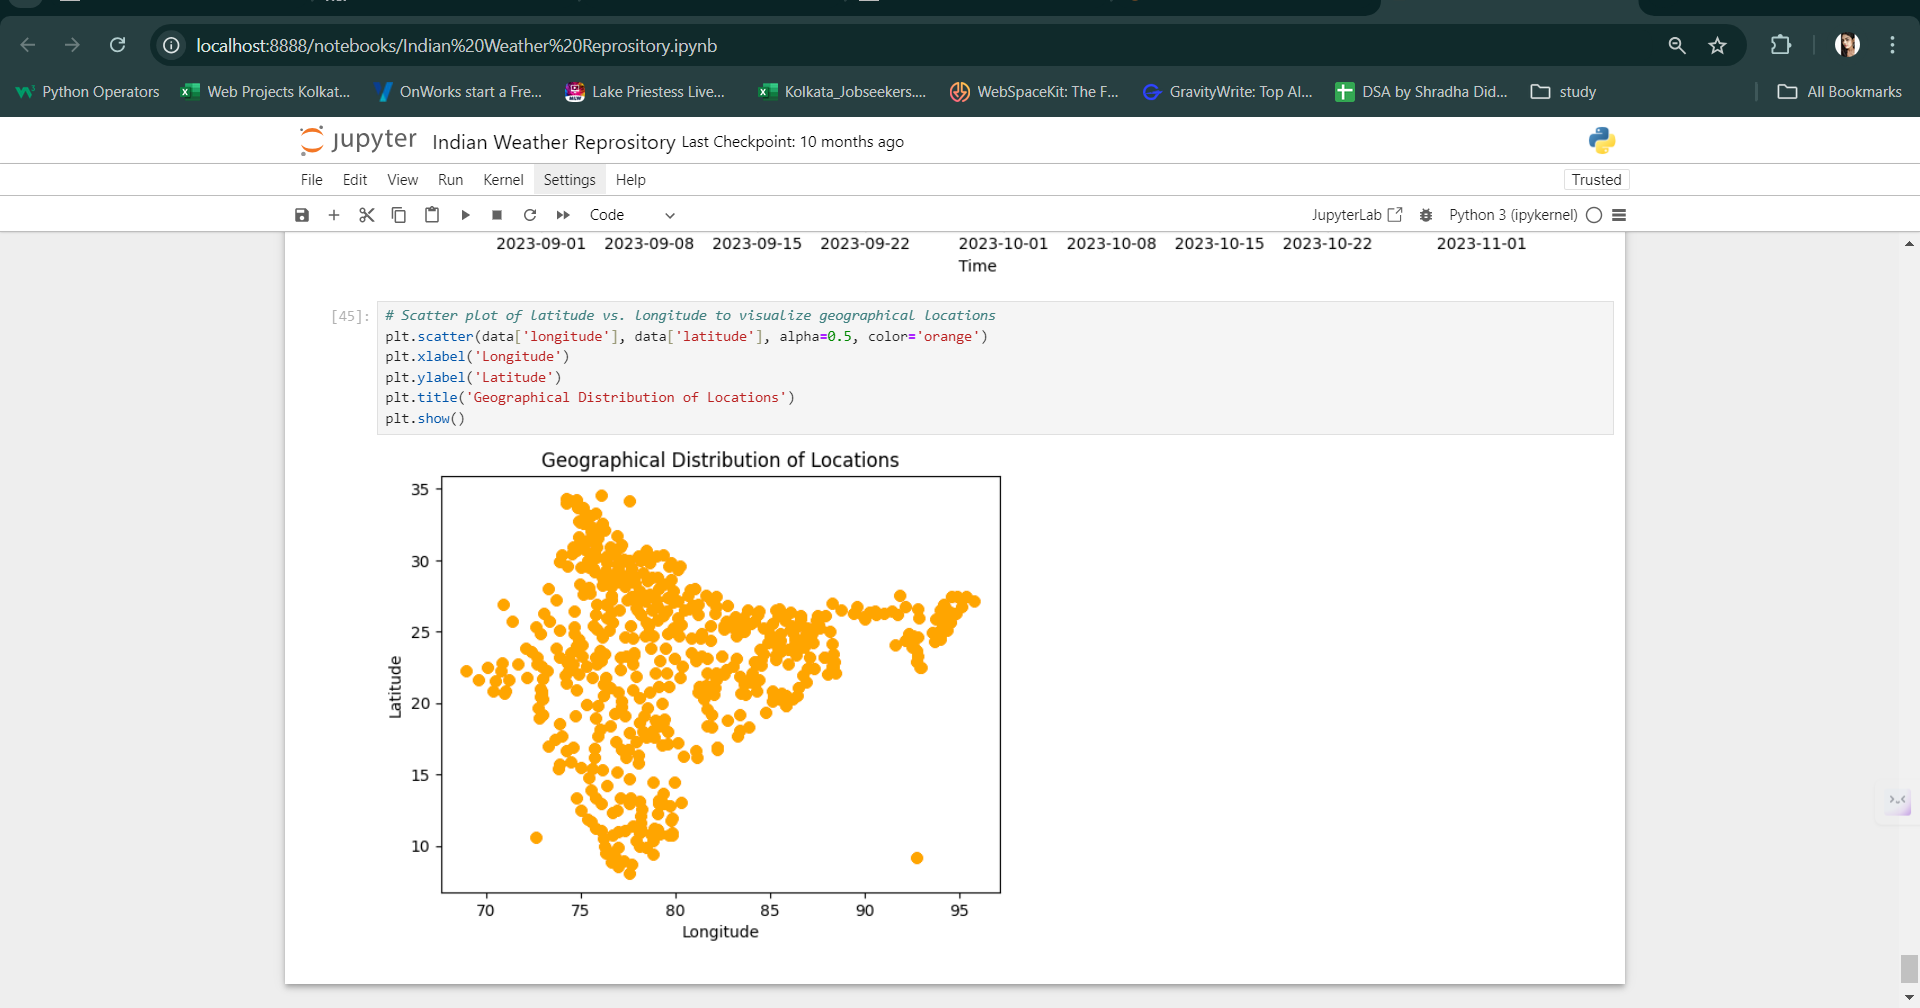 localhost:8888/notebooks/Indian%20Weather%20Reprository.ipynb
Python Operators Web Projects Kolkat... OnWorks start a Fre... Lake Priestess Live... Kolkata_Jobseekers.... WebSpaceKit: The F... GravityWrite: Top AI... DSA by Shradha Did... study All Bookmarks
jupyter Indian Weather Reprository Last Checkpoint: 10 months ago
File Edit View Run Kernel Settings Help Trusted
Code JupyterLab Python 3 (ipykernel)
2023-09-01 2023-09-08 2023-09-15 2023-09-22 2023-10-01 2023-10-08 2023-10-15 2023-10-22 2023-11-01
Time
[45]: # Scatter plot of latitude vs. longitude to visualize geographical locations
plt.scatter(data['longitude'], data['latitude'], alpha=0.5, color='orange')
plt.xlabel('Longitude')
plt.ylabel('Latitude')
plt.title('Geographical Distribution of Locations')
plt.show()
Geographical Distribution of Locations
35
30
25
20
15
10
Latitude
70 75 80 85 90 95
Longitude